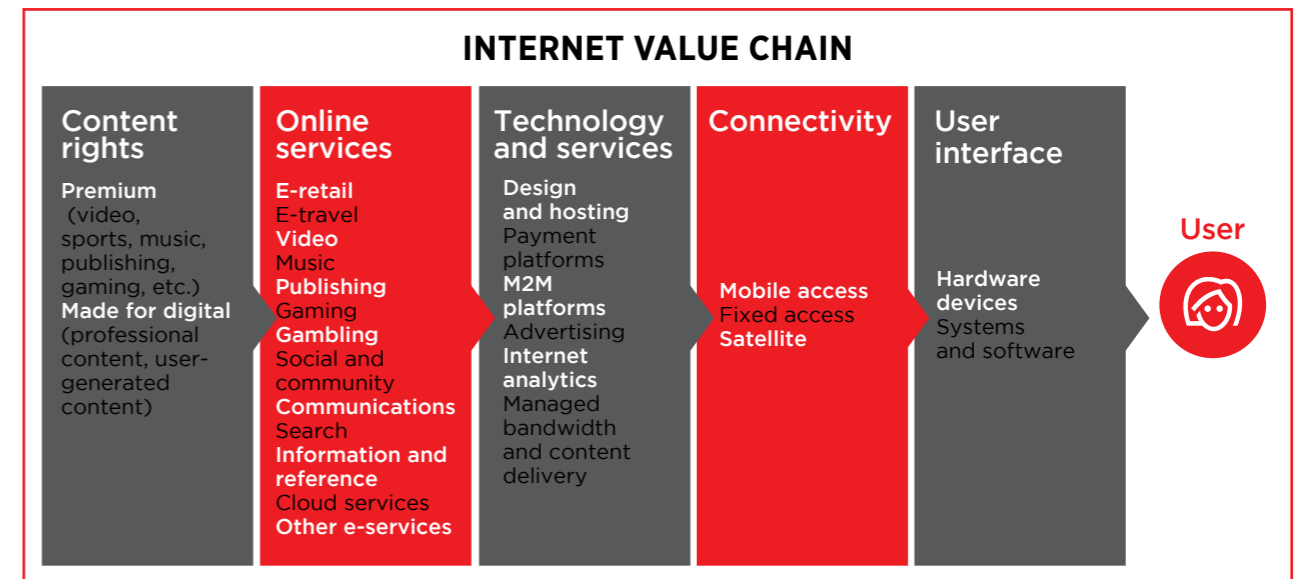 INTERNET VALUE CHAIN
Content
rights
Premium
(video,
sports, music,
publishing,
gaming, etc.)
Made for digital
(professional
content, user-
generated
content)
Online
services
E-retail
E-travel
Video
Music
Publishing
Gaming
Gambling
Social and
community
Communications
Search
Information and
reference
Cloud services
Other e-services
Technology
and services
Design
and hosting
Payment
platforms
M2M
platforms
Advertising
Internet
analytics
Managed
bandwidth
and content
delivery
Connectivity
Mobile access
Fixed access
Satellite
User
interface
Hardware
devices
Systems
and software
User